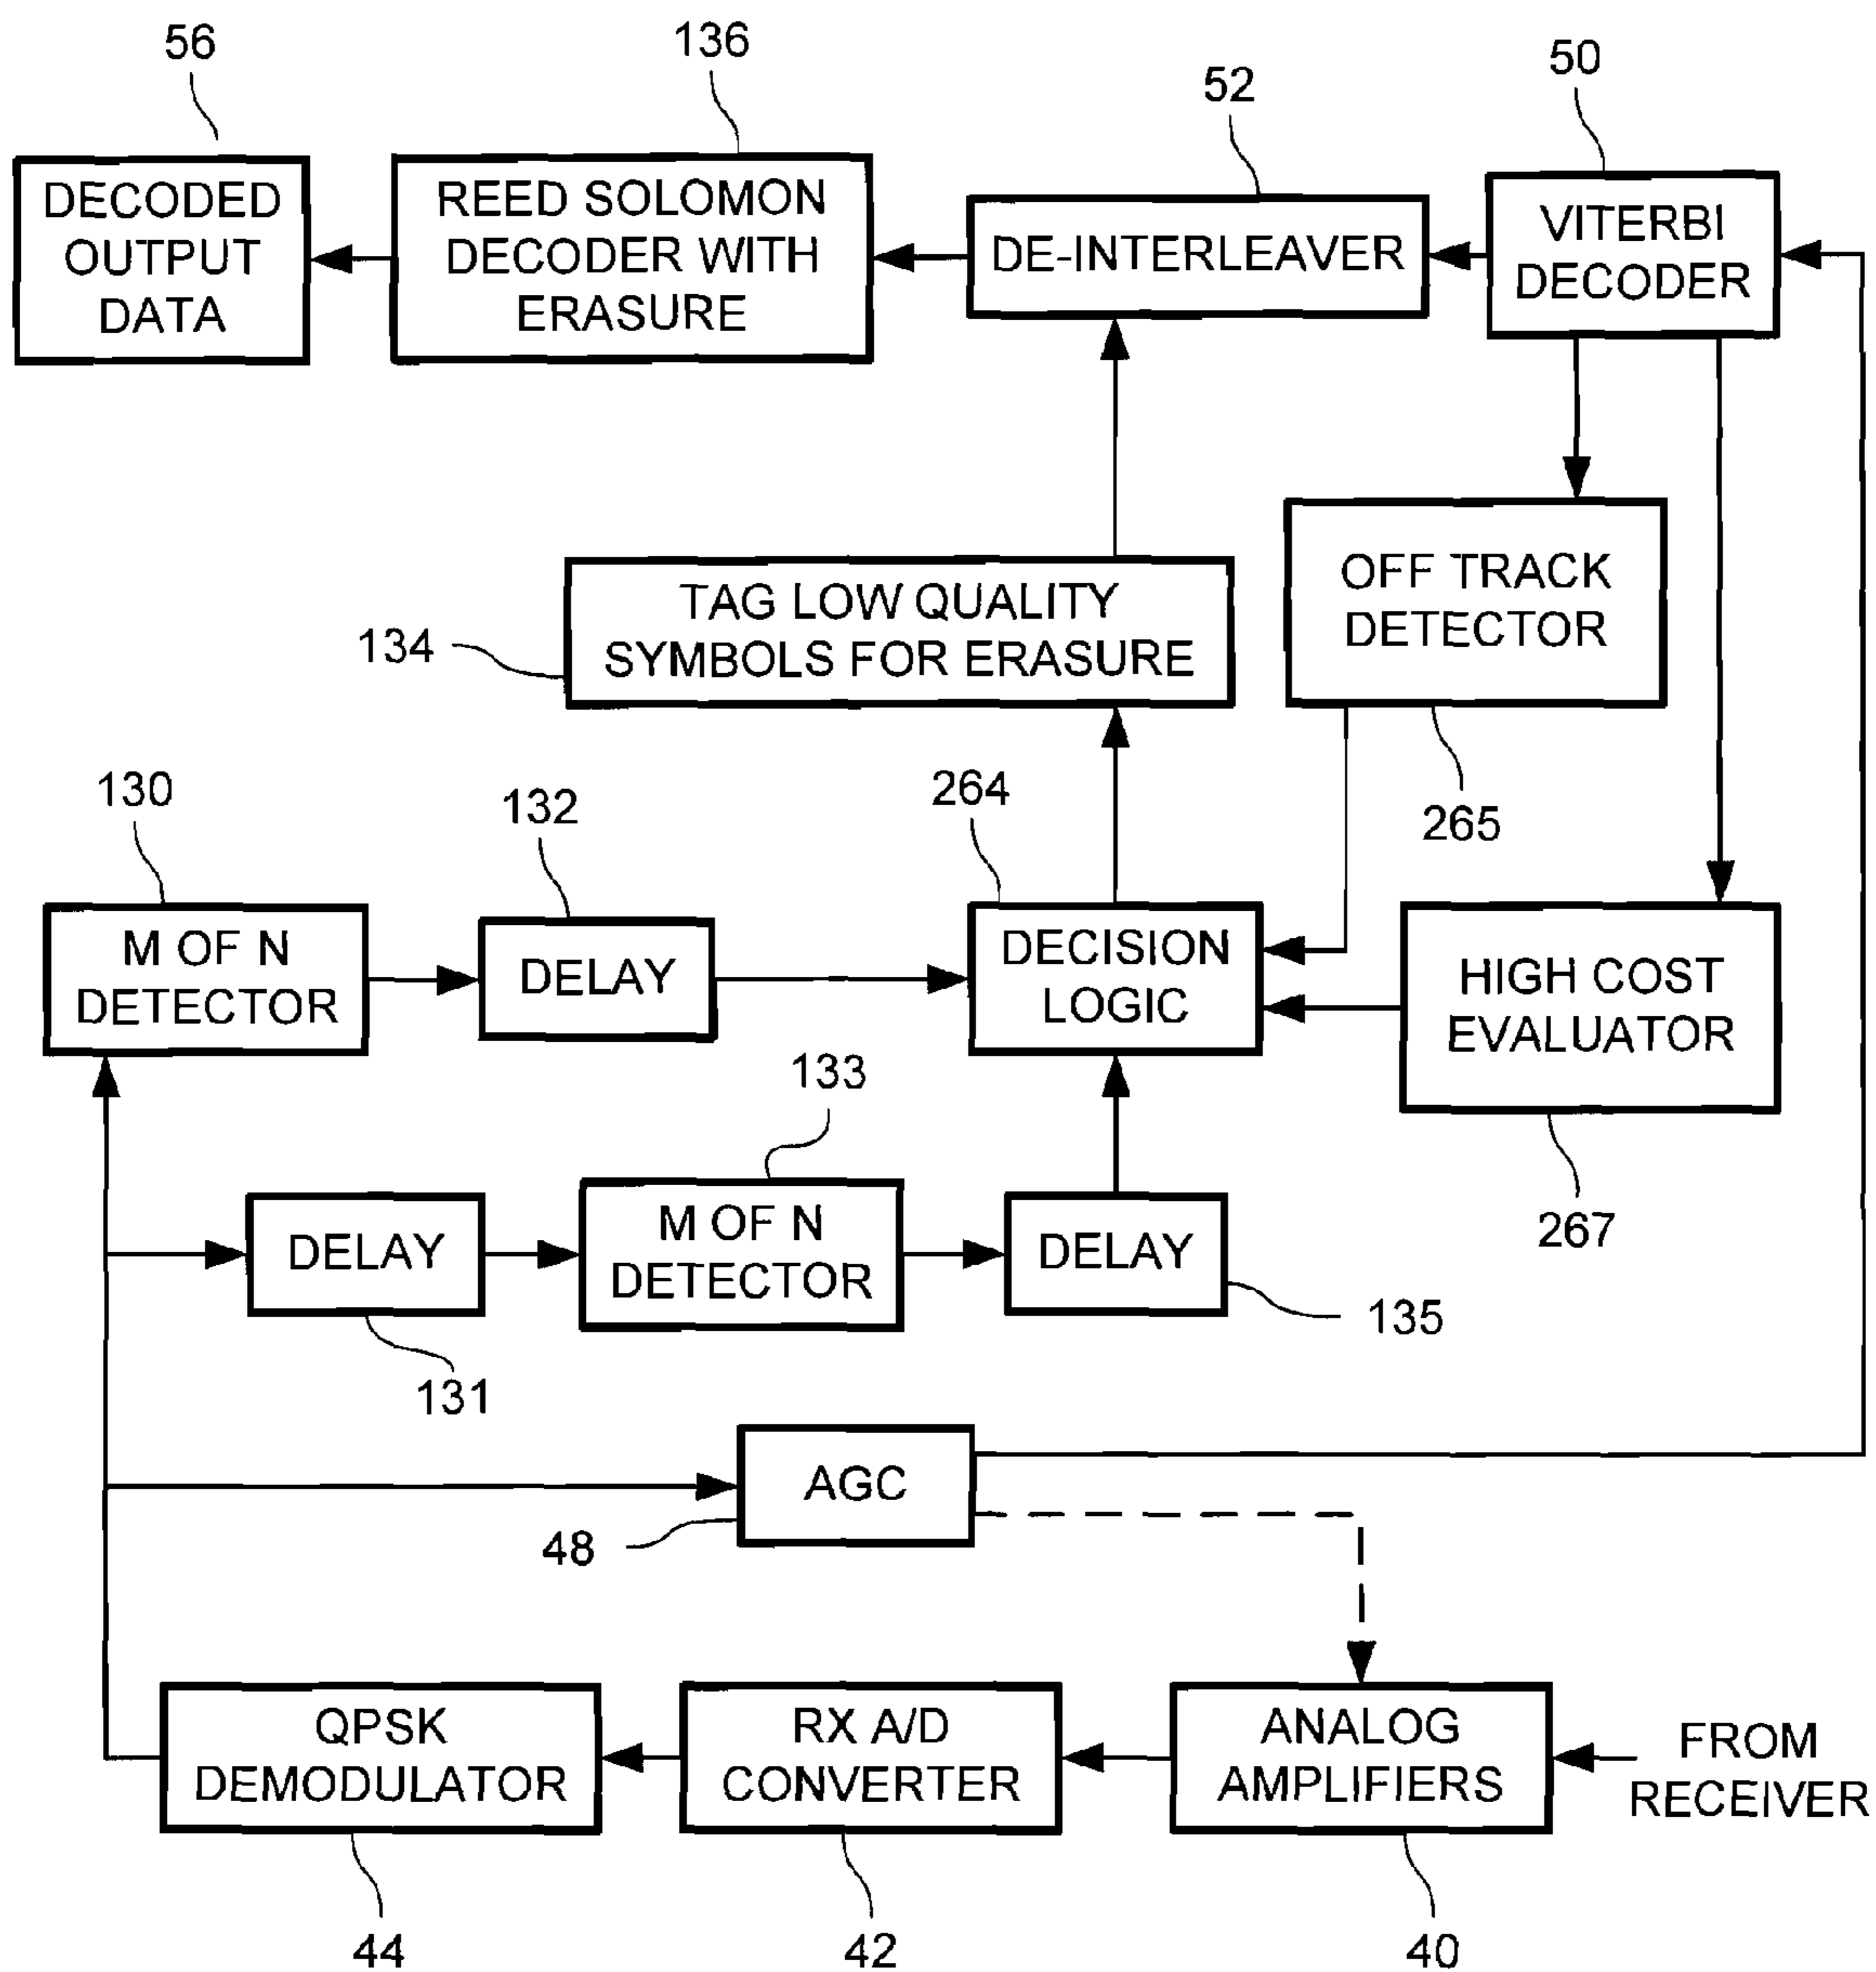 56
136
52
50
DECODED
OUTPUT
DATA
REED SOLOMON
DECODER WITH
ERASURE
DE-INTERLEAVER
VITERBI
DECODER
TAG LOW QUALITY
SYMBOLS FOR ERASURE
134
OFF TRACK
DETECTOR
265
130
132
264
M OF N
DETECTOR
DELAY
DECISION
LOGIC
HIGH COST
EVALUATOR
267
133
DELAY
131
M OF N
DETECTOR
DELAY
135
AGC
48
QPSK
DEMODULATOR
44
RX A/D
CONVERTER
42
ANALOG
AMPLIFIERS
40
FROM
RECEIVER